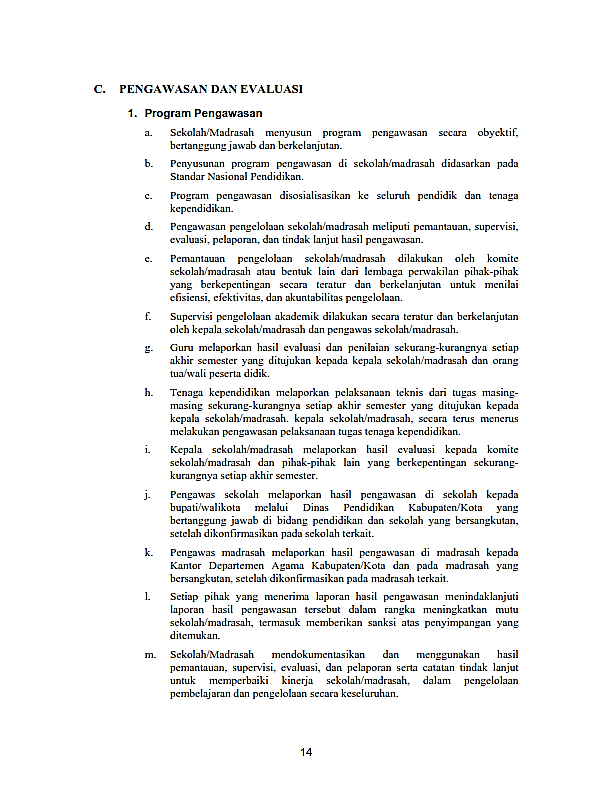 C. PENGAWASAN DAN EVALUASI
1. Program Pengawasan
a. Sekolah/Madrasah menyusun program pengawasan secara obyektif,
bertanggung jawab dan berkelanjutan.
b. Penyusunan program pengawasan di sekolah/madrasah didasarkan pada
Standar Nasional Pendidikan.
c. Program pengawasan disosialisasikan ke seluruh pendidik dan tenaga
kependidikan.
d. Pengawasan pengelolaan sekolah/madrasah meliputi pemantauan, supervisi,
evaluasi, pelaporan, dan tindak lanjut hasil pengawasan.
e. Pemantauan pengelolaan sekolah/madrasah dilakukan oleh komite
sekolah/madrasah atau bentuk lain dari lembaga perwakilan pihak-pihak
yang berkepentingan secara teratur dan berkelanjutan untuk menilai
efisiensi, efektivitas, dan akuntabilitas pengelolaan.
f. Supervisi pengelolaan akademik dilakukan secara teratur dan berkelanjutan
oleh kepala sekolah/madrasah dan pengawas sekolah/madrasah.
g. Guru melaporkan hasil evaluasi dan penilaian sekurang-kurangnya setiap
akhir semester yang ditujukan kepada kepala sekolah/madrasah dan orang
tua/wali peserta didik.
h. Tenaga kependidikan melaporkan pelaksanaan teknis dari tugas masing-
masing sekurang-kurangnya setiap akhir semester yang ditujukan kepada
kepala sekolah/madrasah. kepala sekolah/madrasah, secara terus menerus
melakukan pengawasan pelaksanaan tugas tenaga kependidikan.
i. Kepala sekolah/madrasah melaporkan hasil evaluasi kepada komite
sekolah/madrasah dan pihak-pihak lain yang berkepentingan sekurang-
kurangnya setiap akhir semester.
j. Pengawas sekolah melaporkan hasil pengawasan di sekolah kepada
bupati/walikota melalui Dinas Pendidikan Kabupaten/Kota yang
bertanggung jawab di bidang pendidikan dan sekolah yang bersangkutan,
setelah dikonfirmasikan pada sekolah terkait.
k. Pengawas madrasah melaporkan hasil pengawasan di madrasah kepada
Kantor Departemen Agama Kabupaten/Kota dan pada madrasah yang
bersangkutan, setelah dikonfirmasikan pada madrasah terkait.
l. Setiap pihak yang menerima laporan hasil pengawasan menindaklanjuti
laporan hasil pengawasan tersebut dalam rangka meningkatkan mutu
sekolah/madrasah, termasuk memberikan sanksi atas penyimpangan yang
ditemukan.
m. Sekolah/Madrasah mendokumentasikan dan menggunakan hasil
pemantauan, supervisi, evaluasi, dan pelaporan serta catatan tindak lanjut
untuk memperbaiki kinerja sekolah/madrasah, dalam pengelolaan
pembelajaran dan pengelolaan secara keseluruhan.
14